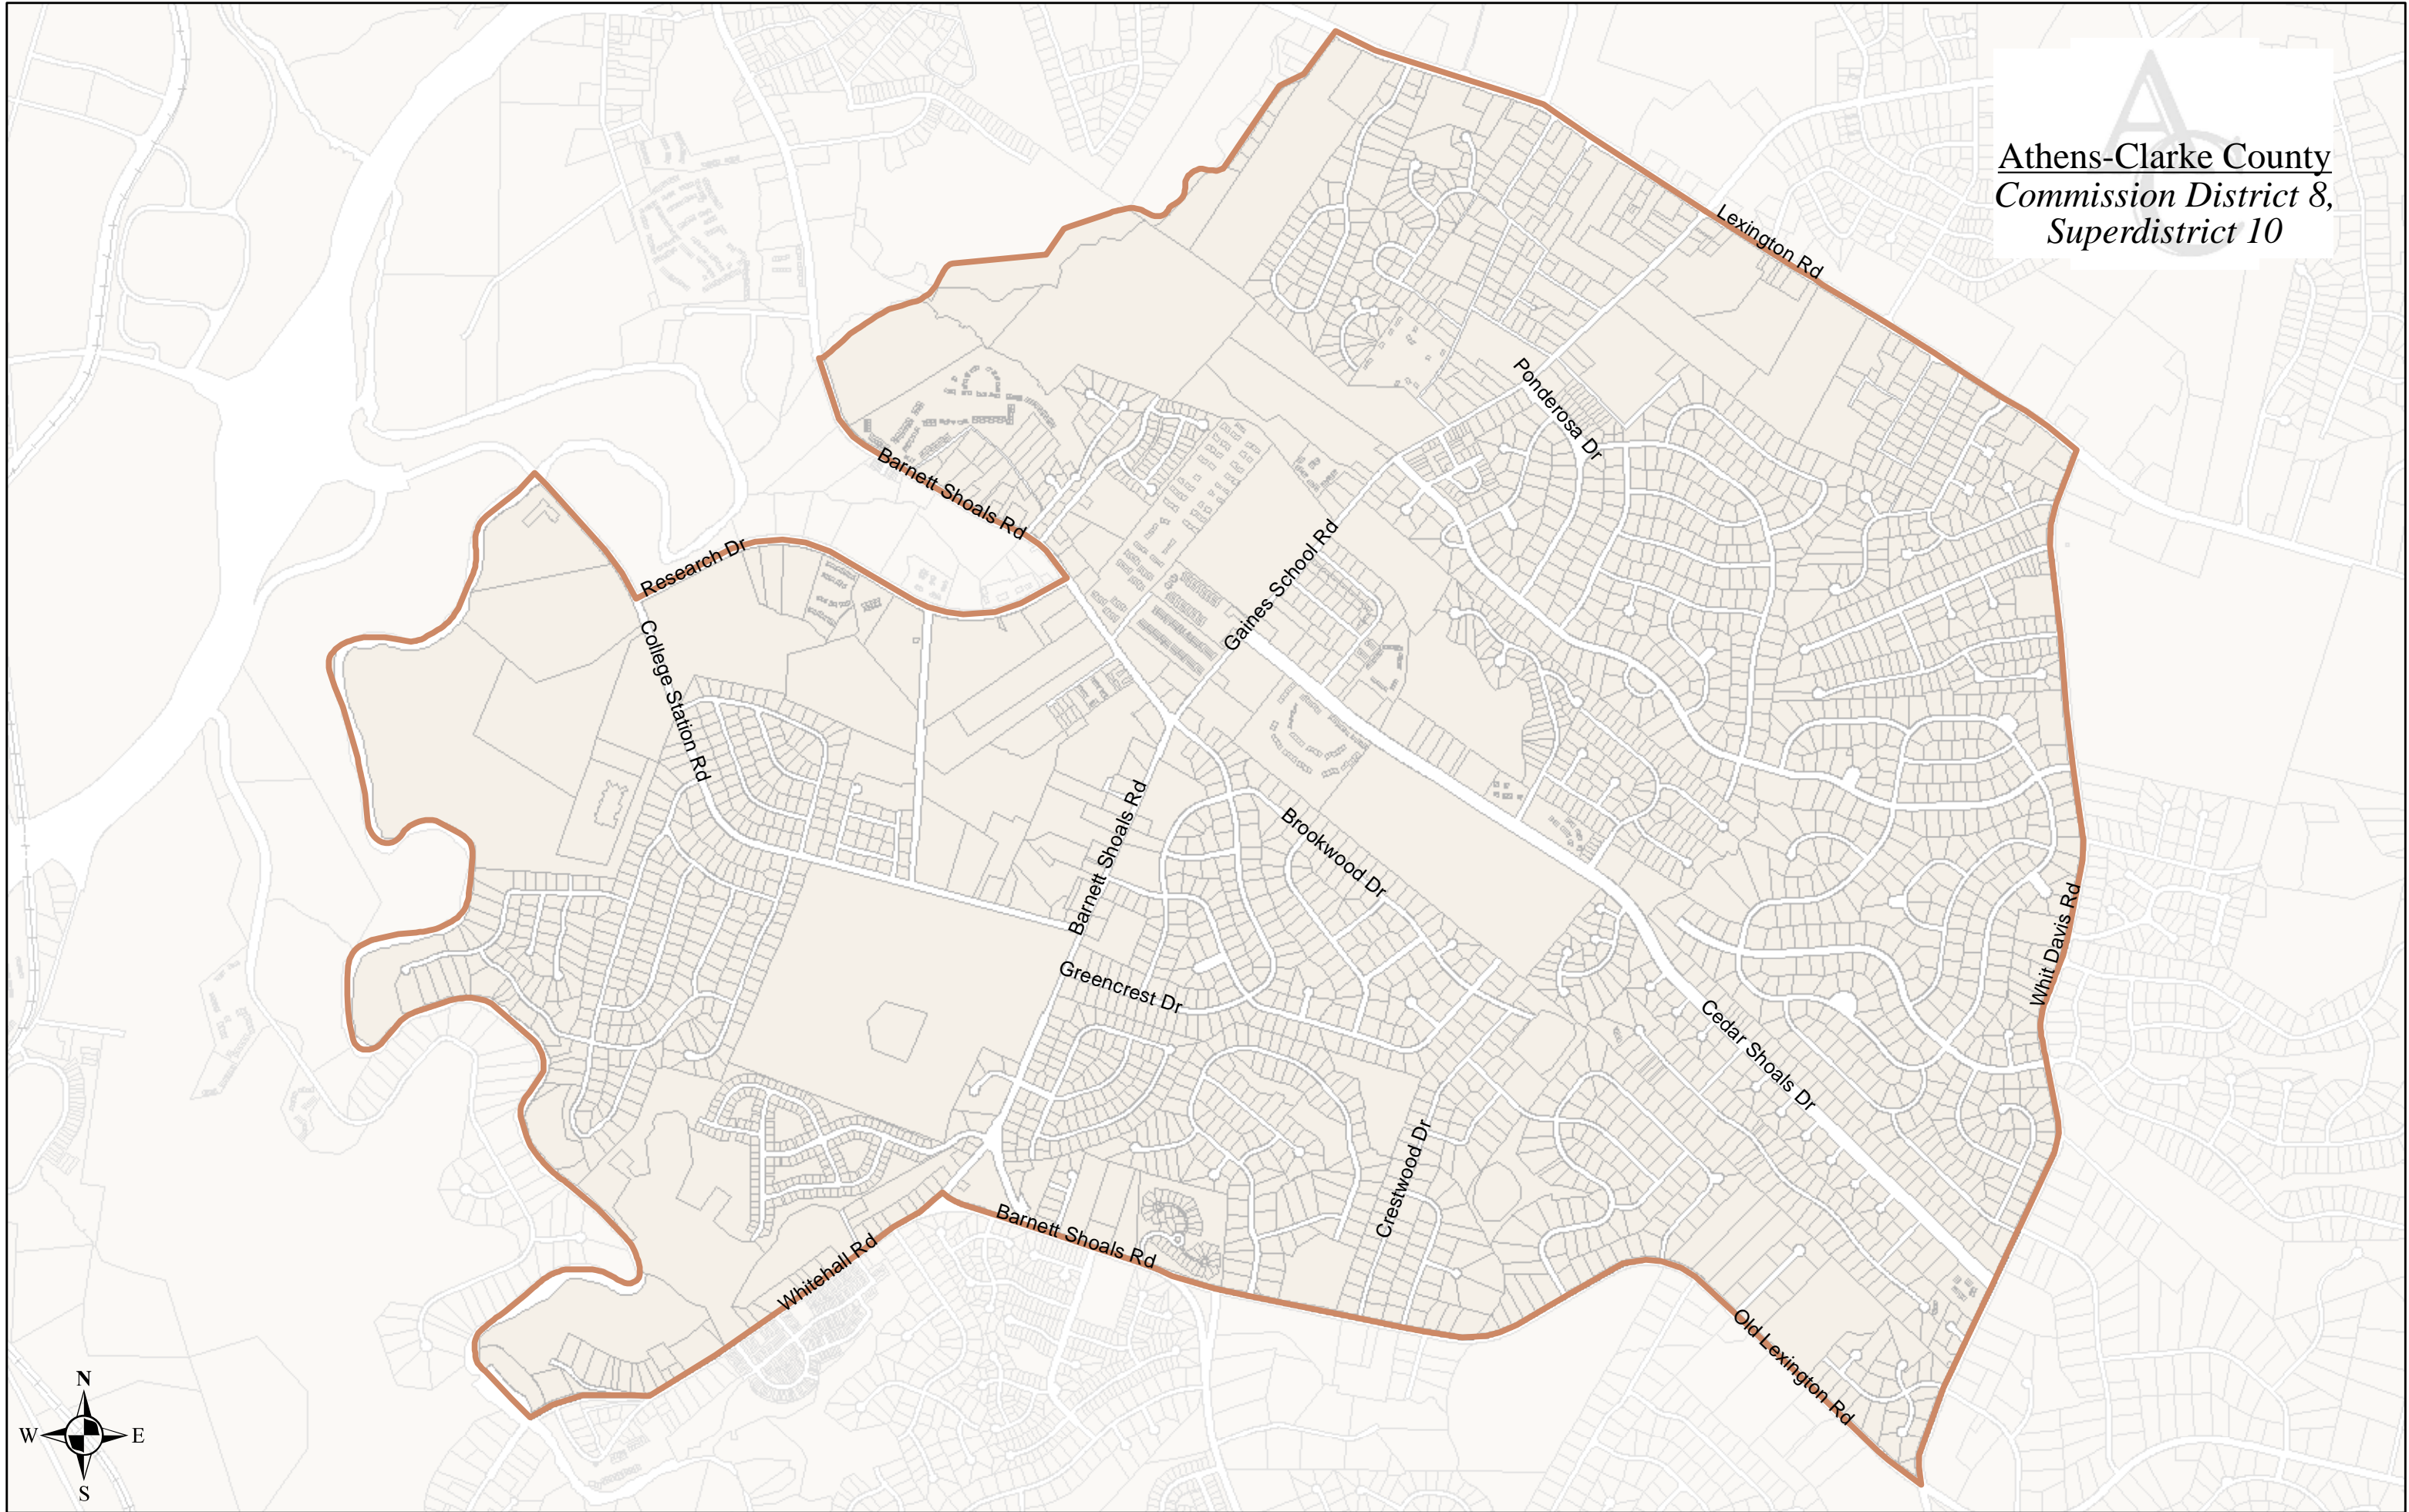 Athens-Clarke County
Commission District 8,
Superdistrict 10
AC
Lexington Rd
Ponderosa Dr
Barnett Shoals Rd
Gaines School Rd
Research Dr
College Station Rd
Barnett Shoals Rd
Brookwood Dr
Whit Davis Rd
Greencrest Dr
Cedar Shoals Dr
Crestwood Dr
Barnett Shoals Rd
Whitehall Rd
Old Lexington Rd
N
W E
S